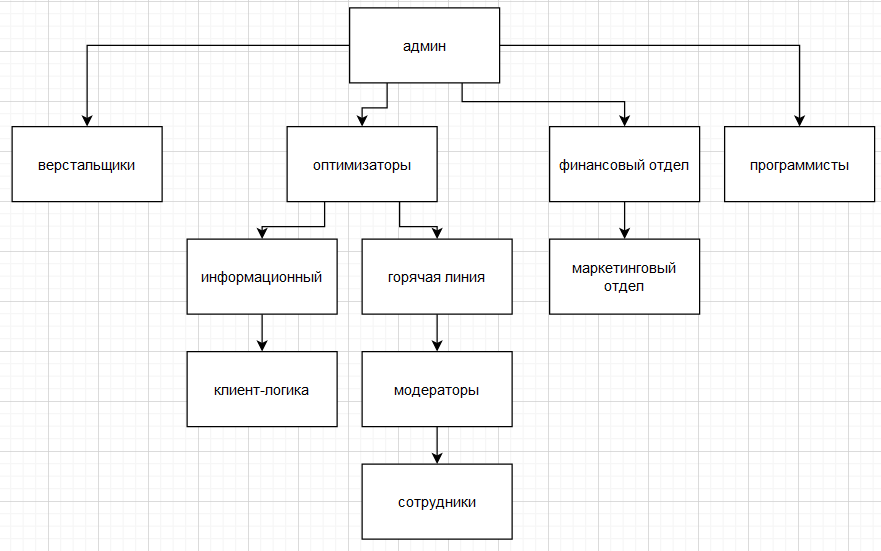 админ
верстальщики
оптимизаторы
финансовый отдел
программисты
информационный
горячая линия
маркетинговый
отдел
клиент-логика
модераторы
сотрудники